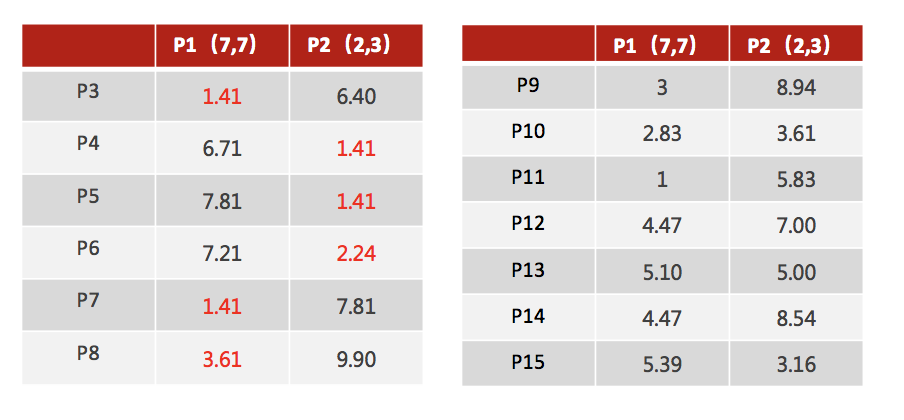 P1（7,7） P2（2,3）
P3 1.41 6.40
P4 6.71 1.41
P5 7.81 1.41
P6 7.21 2.24
P7 1.41 7.81
P8 3.61 9.90
P1（7,7） P2（2,3）
P9 3 8.94
P10 2.83 3.61
P11 1 5.83
P12 4.47 7.00
P13 5.10 5.00
P14 4.47 8.54
P15 5.39 3.16